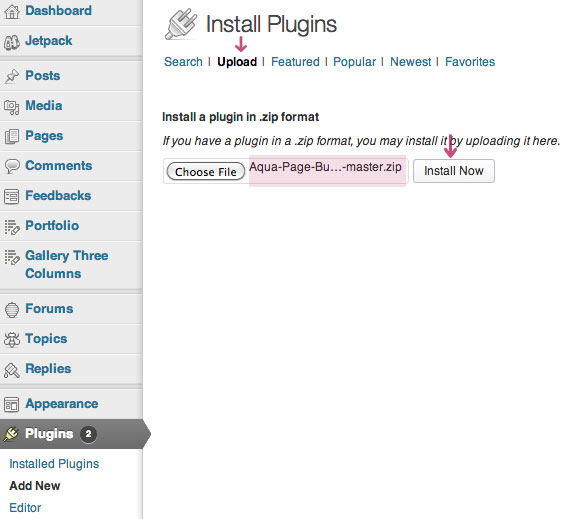 Dashboard
Jetpack
Posts
Media
Pages
Comments
Feedbacks
Portfolio
Gallery Three
Columns
Forums
Topics
Replies
Appearance
Plugins 2
Installed Plugins
Add New
Editor
Install Plugins
Search | Upload | Featured | Popular | Newest | Favorites
Install a plugin in .zip format
If you have a plugin in a .zip format, you may install it by uploading it here.
Choose File Aqua-Page-Bu...-master.zip Install Now